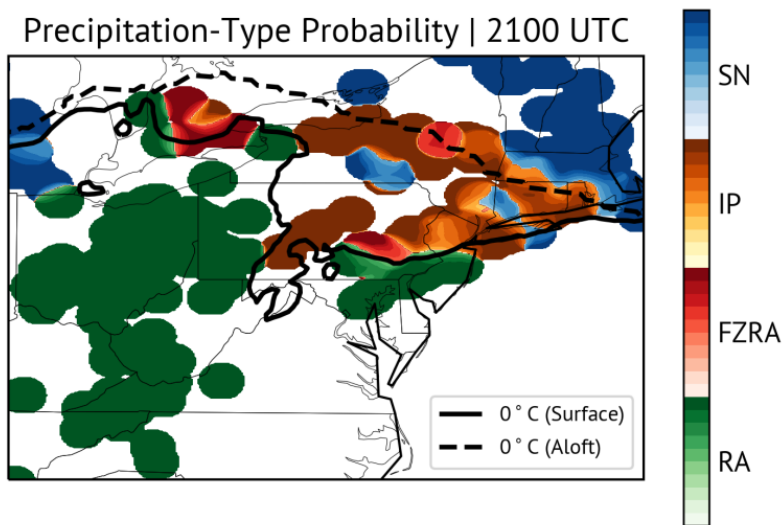 Precipitation-Type Probability | 2100 UTC
SN
IP
FZRA
RA
0°C (Surface)
0°C (Aloft)